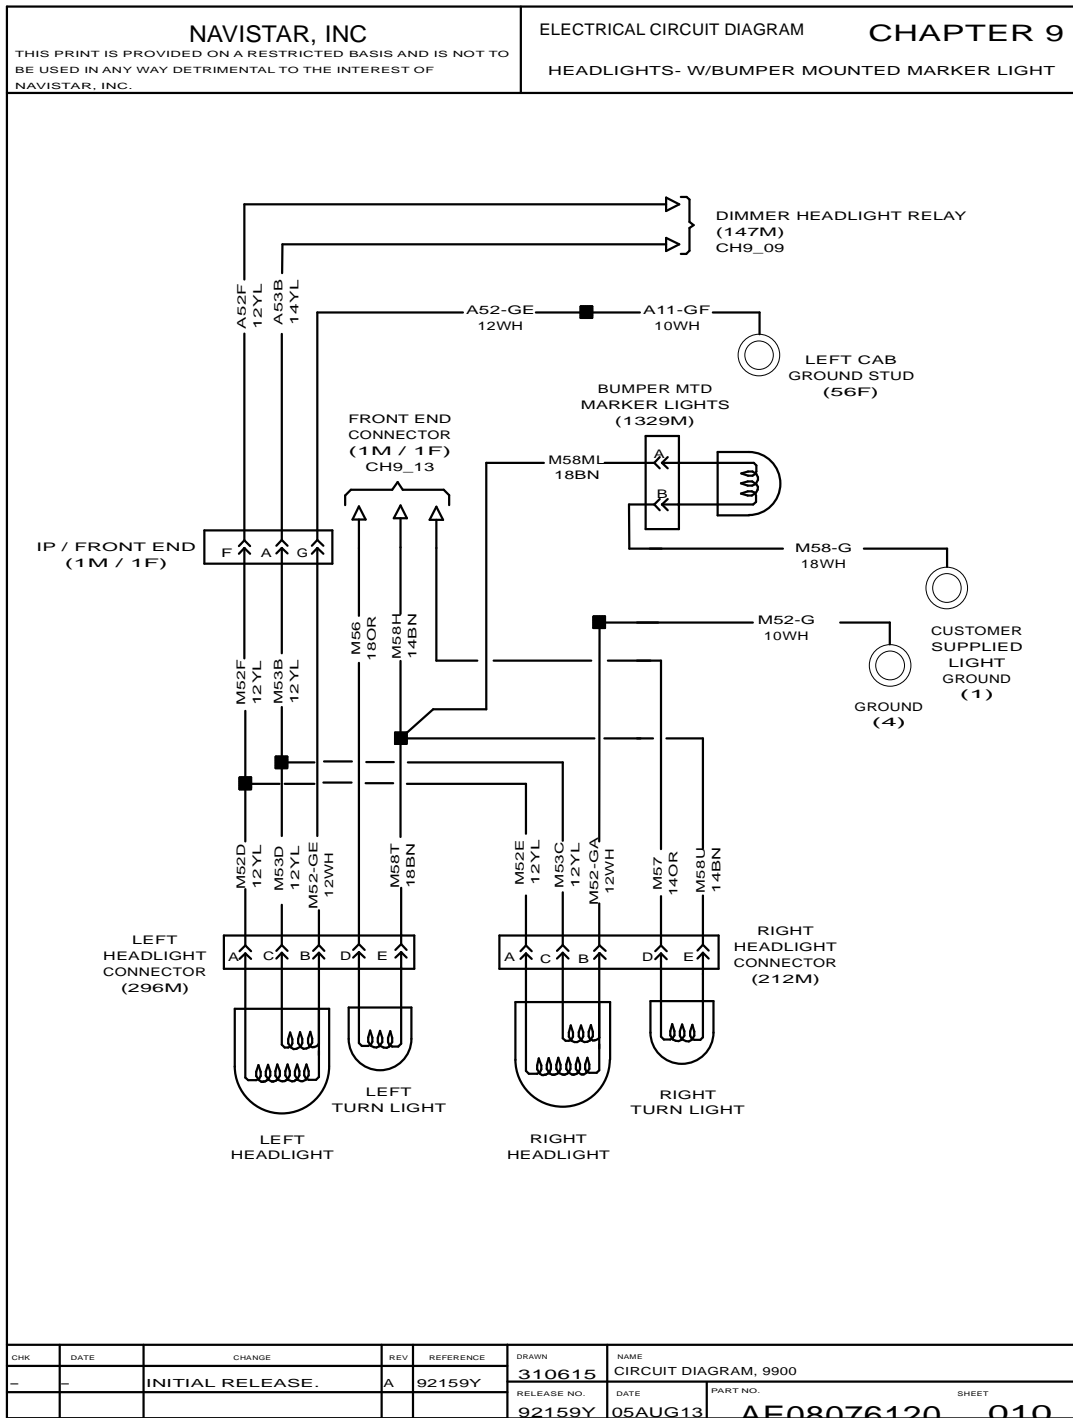 NAVISTAR, INC
THIS PRINT IS PROVIDED ON A RESTRICTED BASIS AND IS NOT TO
BE USED IN ANY WAY DETRIMENTAL TO THE INTEREST OF
NAVISTAR, INC.
ELECTRICAL CIRCUIT DIAGRAM
CHAPTER 9
HEADLIGHTS- W/BUMPER MOUNTED MARKER LIGHT
DIMMER HEADLIGHT RELAY
(147M)
CH9_09
A52F
12YL
A53B
14YL
A52-GE
12WH
A11-GF
10WH
LEFT CAB
GROUND STUD
(56F)
BUMPER MTD
MARKER LIGHTS
(1329M)
FRONT END
CONNECTOR
(1M / 1F)
CH9_13
M58ML
18BN
A
B
IP / FRONT END
(1M / 1F)
F A G
M58-G
18WH
CUSTOMER
SUPPLIED
LIGHT
GROUND
(1)
M52-G
10WH
GROUND
(4)
M52F
12YL
M53B
12YL
M56
18OR
M58H
14BN
M52D
12YL
M53D
12YL
M52-GE
12WH
M58T
18BN
M52E
12YL
M53C
12YL
M52-GA
12WH
M57
14OR
M58U
14BN
LEFT
HEADLIGHT
CONNECTOR
(296M)
A C B D E
A C B D E
RIGHT
HEADLIGHT
CONNECTOR
(212M)
LEFT
TURN LIGHT
RIGHT
TURN LIGHT
LEFT
HEADLIGHT
RIGHT
HEADLIGHT
CHK DATE CHANGE REV REFERENCE
– – INITIAL RELEASE. A 92159Y
DRAWN
310615
NAME
CIRCUIT DIAGRAM, 9900
RELEASE NO.
92159Y
DATE
05AUG13
PART NO.
AE08076120
SHEET
010